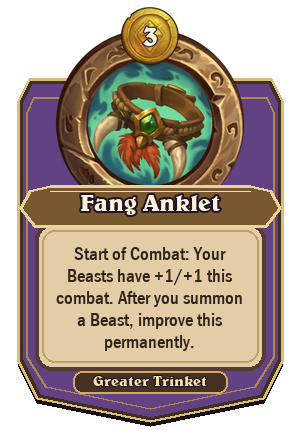 3
Fang Anklet
Start of Combat: Your
Beasts have +1/+1 this
combat. After you summon
a Beast, improve this
permanently.
Greater Trinket